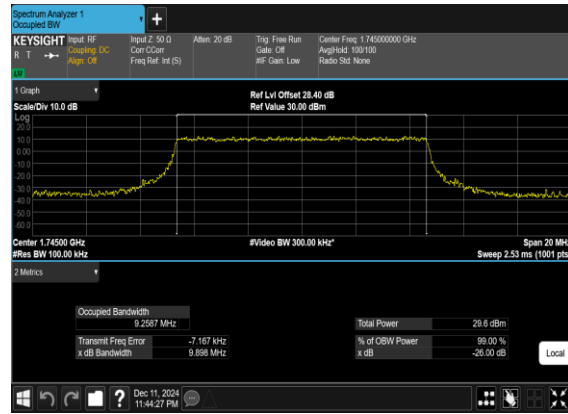 Spectrum Analyzer 1
Occupied BW
+
KEYSIGHT Input: RF Input Z: 50 Ω Atten: 20 dB Trig: Free Run Center Freq: 1.745000000 GHz
R T Coupling: DC Corr CCorr Gate: Off Avg|Hold: 100/100
Align: Off Freq Ref: Int (S) #IF Gain: Low Radio Std: None
LW
1 Graph
Ref Lvl Offset 28.40 dB
Scale/Div 10.0 dB Ref Value 30.00 dBm
Log
20.0
10.0
0.00
-10.0
-20.0
-30.0
-40.0
-50.0
-60.0
Center 1.74500 GHz #Video BW 300.00 kHz* Span 20 MHz
#Res BW 100.00 kHz Sweep 2.53 ms (1001 pts)
2 Metrics
Occupied Bandwidth
9.2587 MHz Total Power 29.6 dBm
Transmit Freq Error -7.167 kHz % of OBW Power 99.00 %
x dB Bandwidth 9.898 MHz x dB -26.00 dB
Local
? Dec 11, 2024
11:44:27 PM